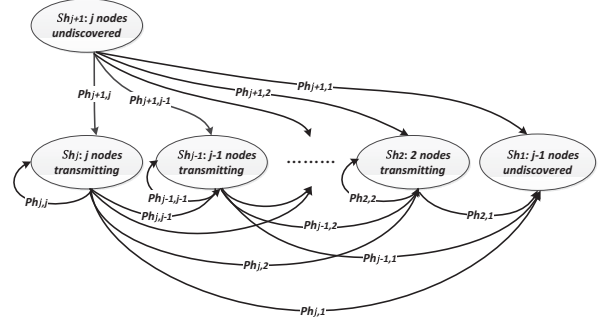 Shj+1: j nodes
undiscovered
Phj+1,j
Phj+1,j-1
Phj+1,2
Phj+1,1
Shj: j nodes
transmitting
Shj-1: j-1 nodes
transmitting
.........
Sh2: 2 nodes
transmitting
Sh1: j-1 nodes
undiscovered
Phj,j
Phj-1,j-1
Phj,j-1
Ph2,2
Ph2,1
Phj-1,2
Phj-1,1
Phj,2
Phj,1